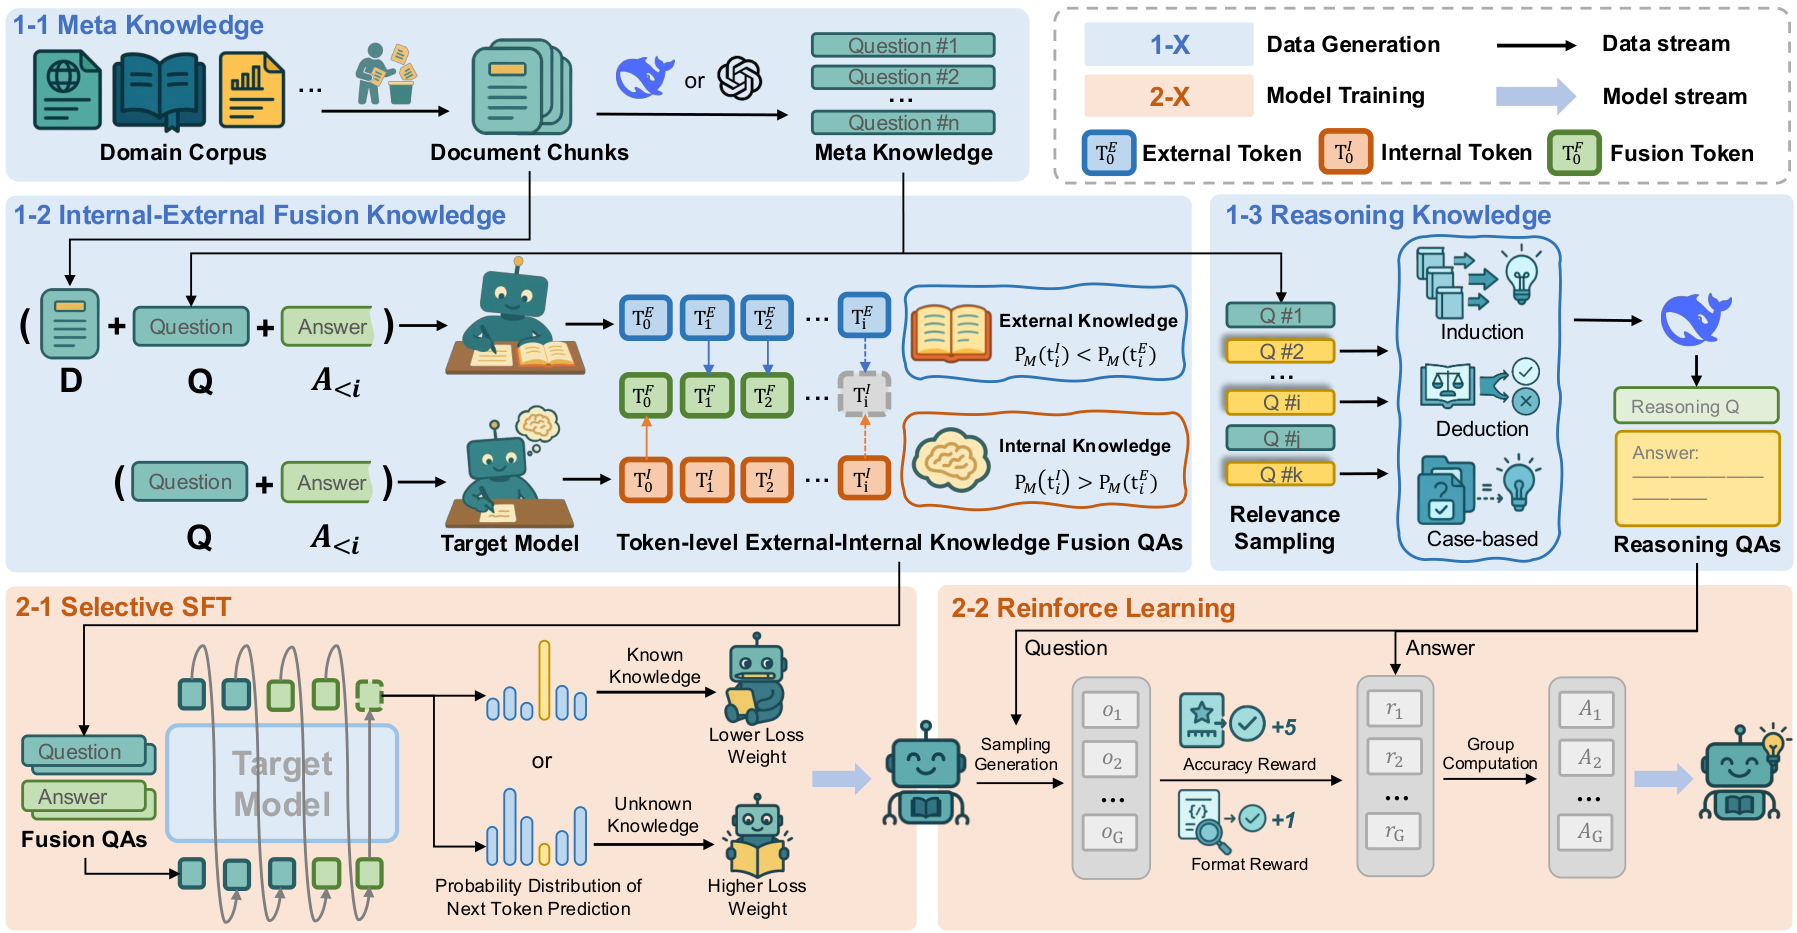 1-1 Meta Knowledge
...
Domain Corpus
Document Chunks
or
Question #1
Question #2
...
Question #n
Meta Knowledge
1-X Data Generation
Data stream
2-X Model Training
Model stream
T_0^E External Token
T_0^I Internal Token
T_0^F Fusion Token
1-2 Internal-External Fusion Knowledge
( + Question + Answer )
D Q A_{<i}
( Question + Answer )
Q A_{<i}
Target Model
T_0^E T_1^E T_2^E ... T_i^E
T_0^F T_1^F T_2^F ... T_i^I
T_0^I T_1^I T_2^I ... T_i^I
External Knowledge
P_M(t_i^I) < P_M(t_i^E)
Internal Knowledge
P_M(t_i^I) > P_M(t_i^E)
Token-level External-Internal Knowledge Fusion QAs
1-3 Reasoning Knowledge
Q #1
Q #2
...
Q #i
Q #j
Q #k
Relevance
Sampling
Induction
Deduction
?
Case-based
Reasoning Q
Answer:
Reasoning QAs
2-1 Selective SFT
Question
Answer
Fusion QAs
Target
Model
or
Probability Distribution of
Next Token Prediction
Known
Knowledge
Lower Loss
Weight
Unknown
Knowledge
Higher Loss
Weight
2-2 Reinforce Learning
Question
Answer
Sampling
Generation
o_1
o_2
...
o_G
+5
Accuracy Reward
{/}
+1
Format Reward
r_1
r_2
...
r_G
Group
Computation
A_1
A_2
...
A_G